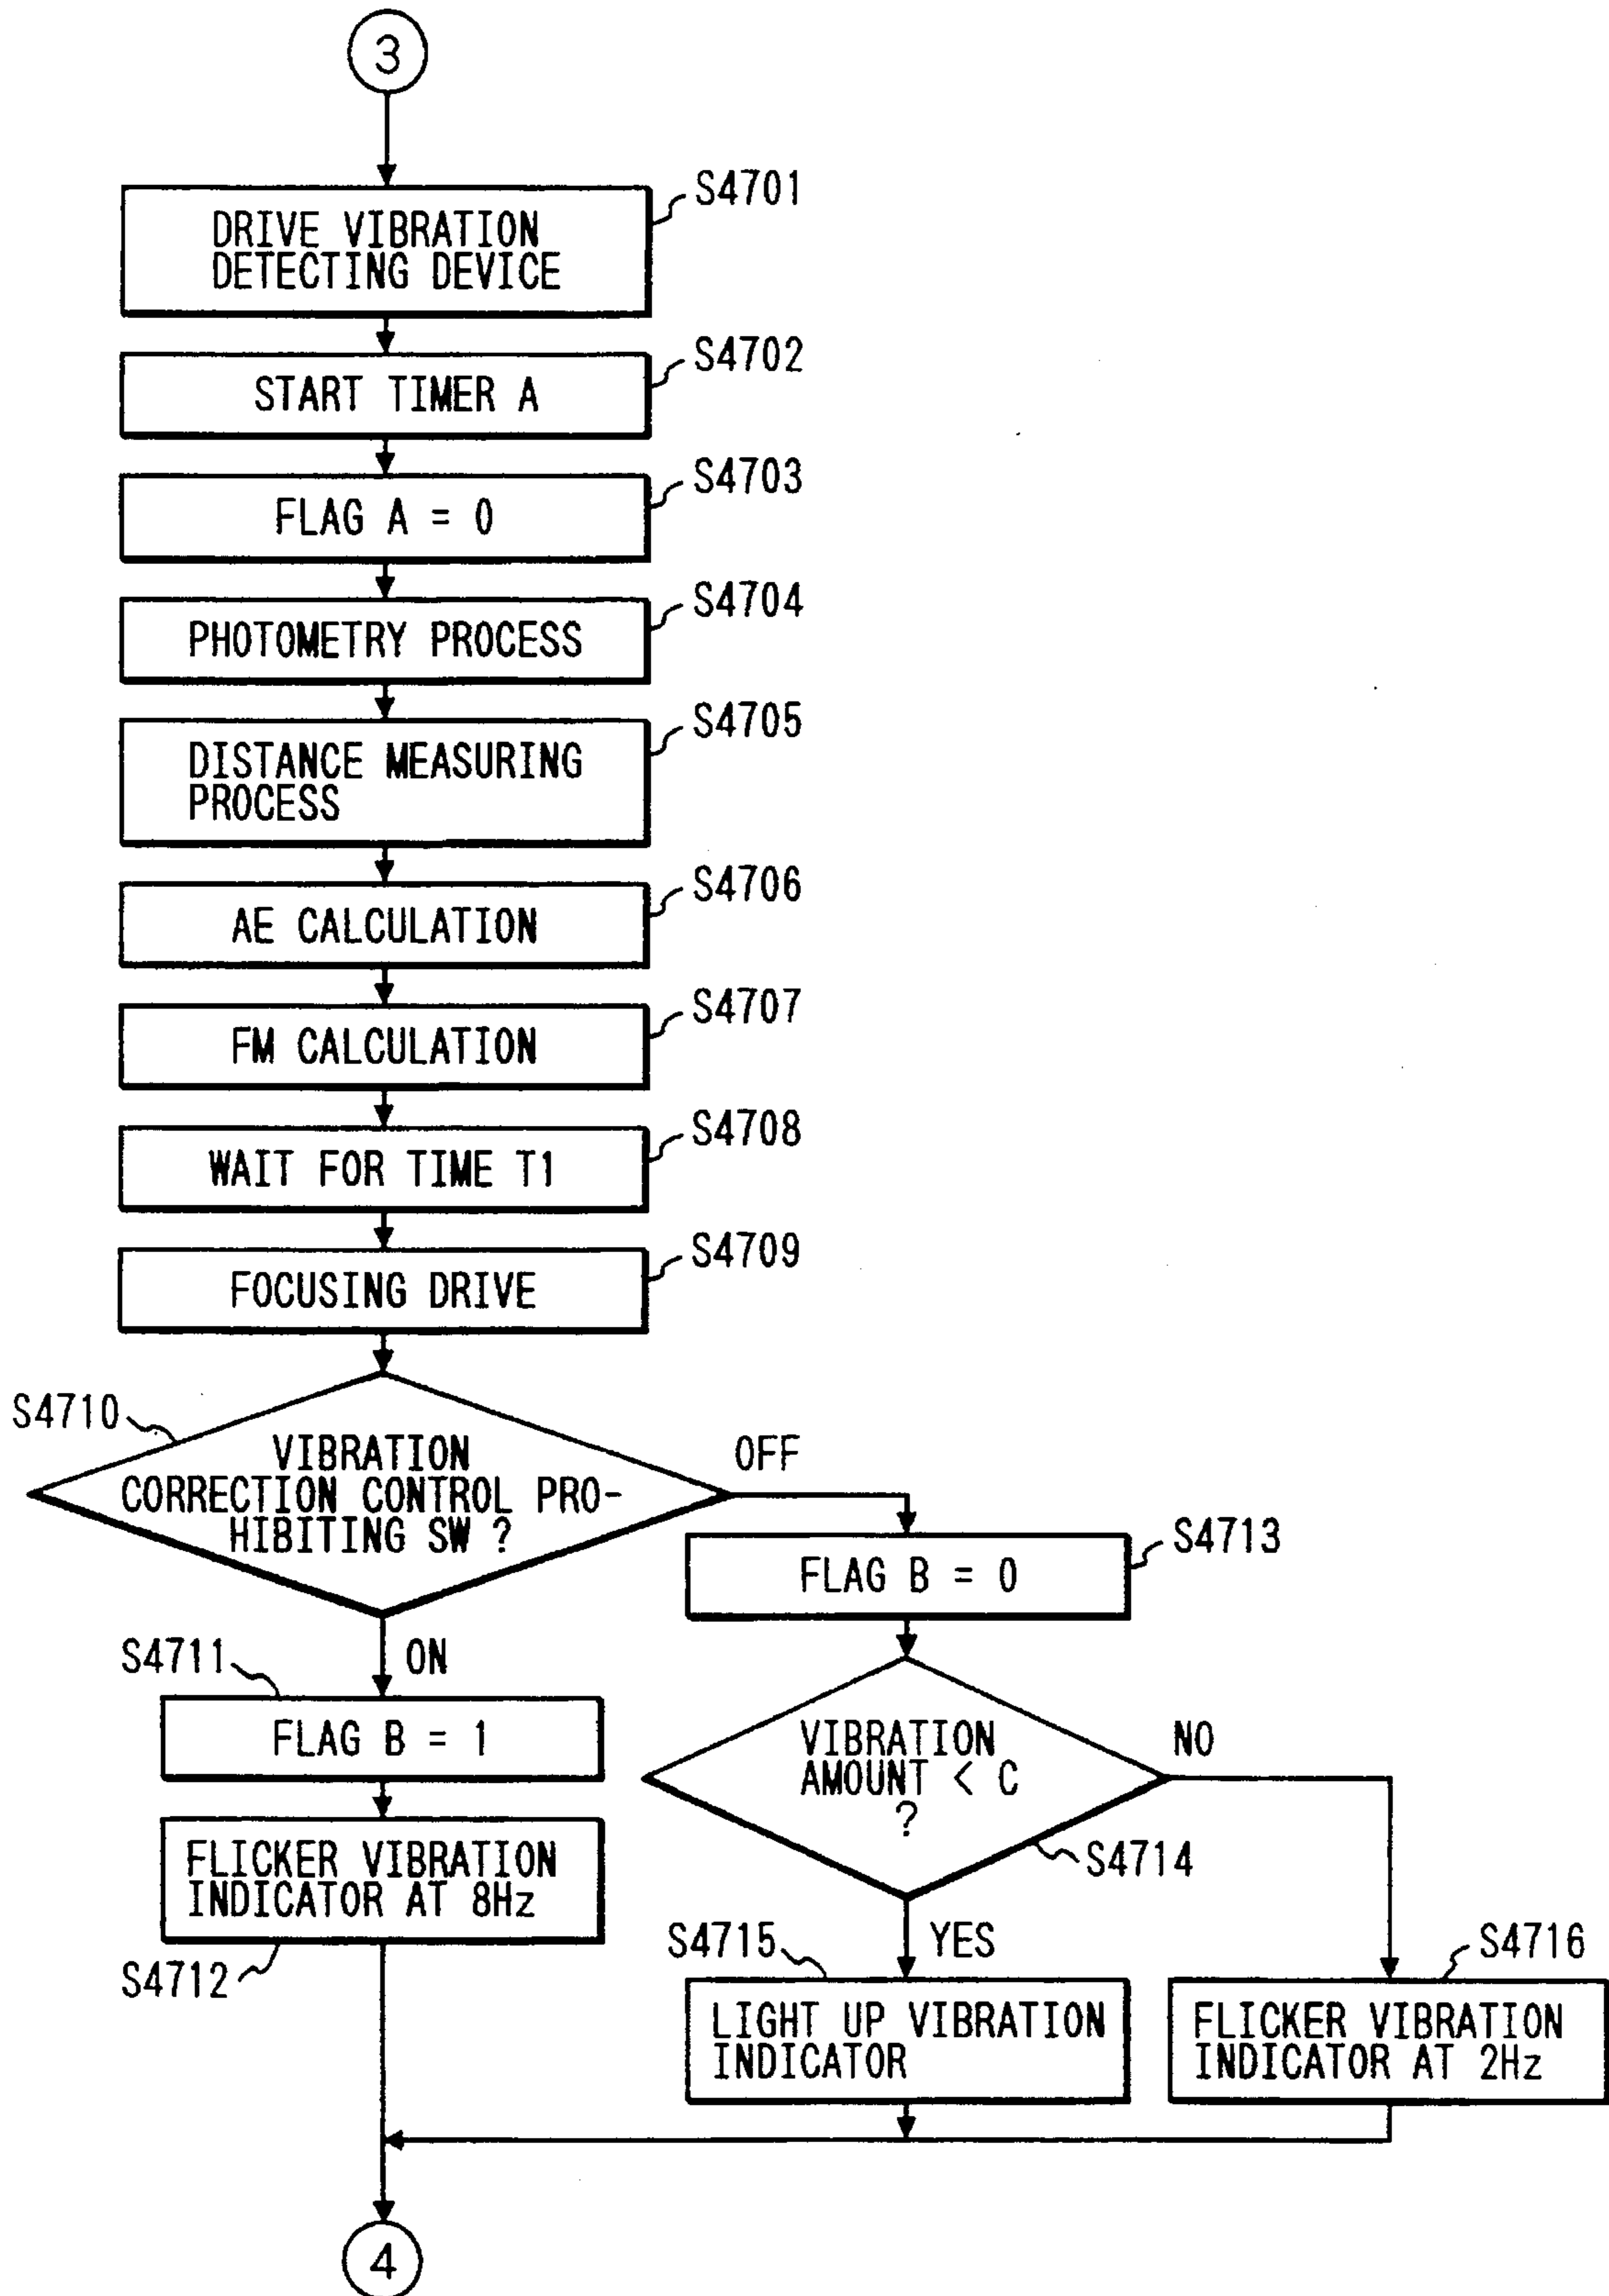 3
S4701
DRIVE VIBRATION
DETECTING DEVICE
S4702
START TIMER A
S4703
FLAG A = 0
S4704
PHOTOMETRY PROCESS
S4705
DISTANCE MEASURING
PROCESS
S4706
AE CALCULATION
S4707
FM CALCULATION
S4708
WAIT FOR TIME T1
S4709
FOCUSING DRIVE
S4710
VIBRATION
CORRECTION CONTROL PRO-
HIBITING SW ?
OFF
ON
S4711
FLAG B = 1
FLICKER VIBRATION
INDICATOR AT 8Hz
S4712
S4713
FLAG B = 0
VIBRATION
AMOUNT < C
?
NO
S4714
YES
S4715
LIGHT UP VIBRATION
INDICATOR
S4716
FLICKER VIBRATION
INDICATOR AT 2Hz
4